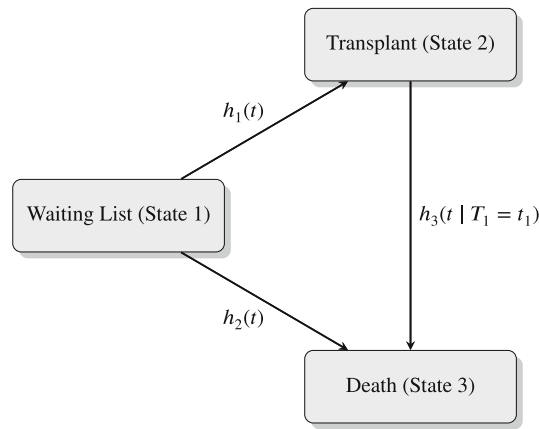 Transplant (State 2)
h₁(t)
Waiting List (State 1)
h₃(t | T₁ = t₁)
h₂(t)
Death (State 3)